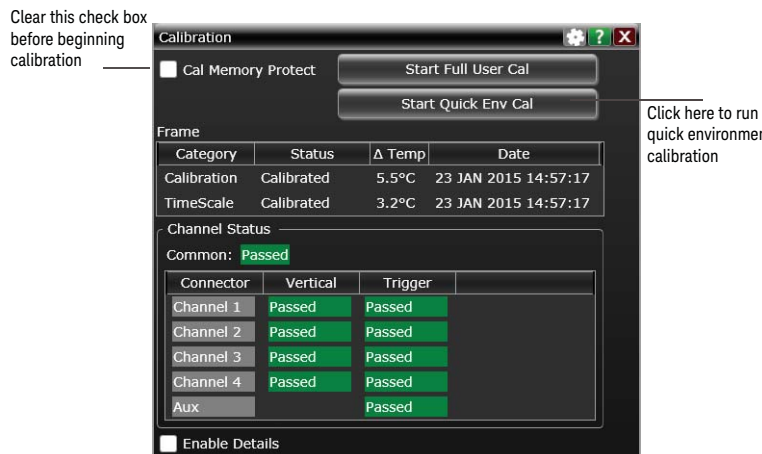 Clear this check box
before beginning
calibration
Calibration
?
X
Cal Memory Protect
Start Full User Cal
Start Quick Env Cal
Click here to run
quick
calibration
Frame
Category Status Δ Temp Date
Calibration Calibrated 5.5°C 23 JAN 2015 14:57:17
TimeScale Calibrated 3.2°C 23 JAN 2015 14:57:17
Channel Status
Common: Passed
Connector Vertical Trigger
Channel 1 Passed Passed
Channel 2 Passed Passed
Channel 3 Passed Passed
Channel 4 Passed Passed
Aux Passed
Enable Details